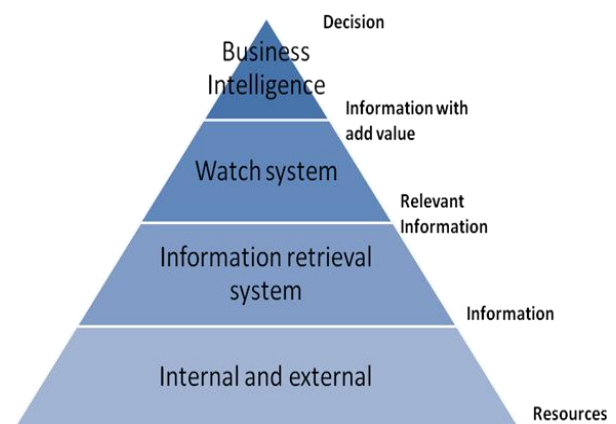 Decision
Business
Intelligence
Information with
add value
Watch system
Relevant
Information
Information retrieval
system
Information
Internal and external
Resources